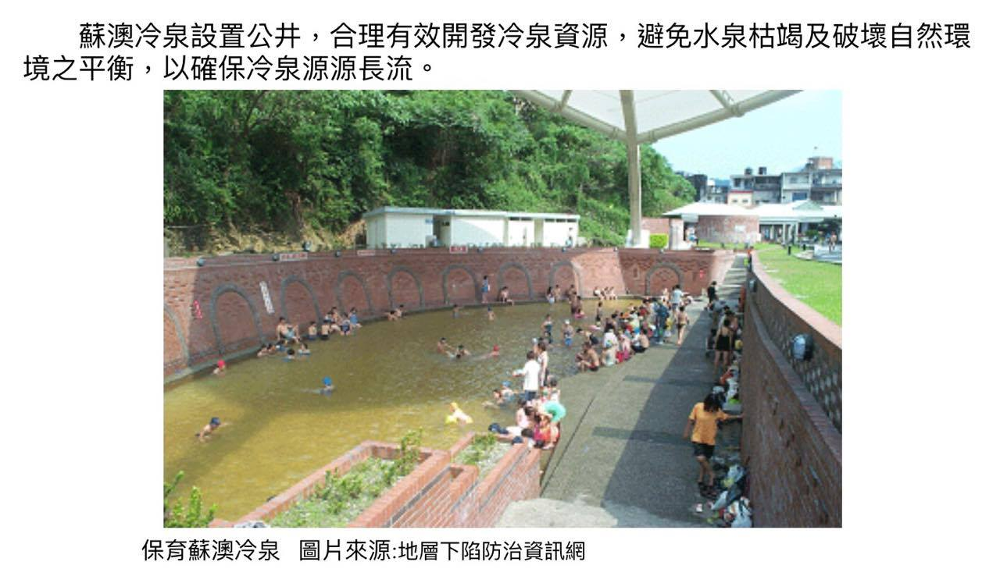 蘇澳冷泉設置公井，合理有效開發冷泉資源，避免水泉枯竭及破壞自然環
境之平衡，以確保冷泉源源長流。
保育蘇澳冷泉 圖片來源:地層下陷防治資訊網